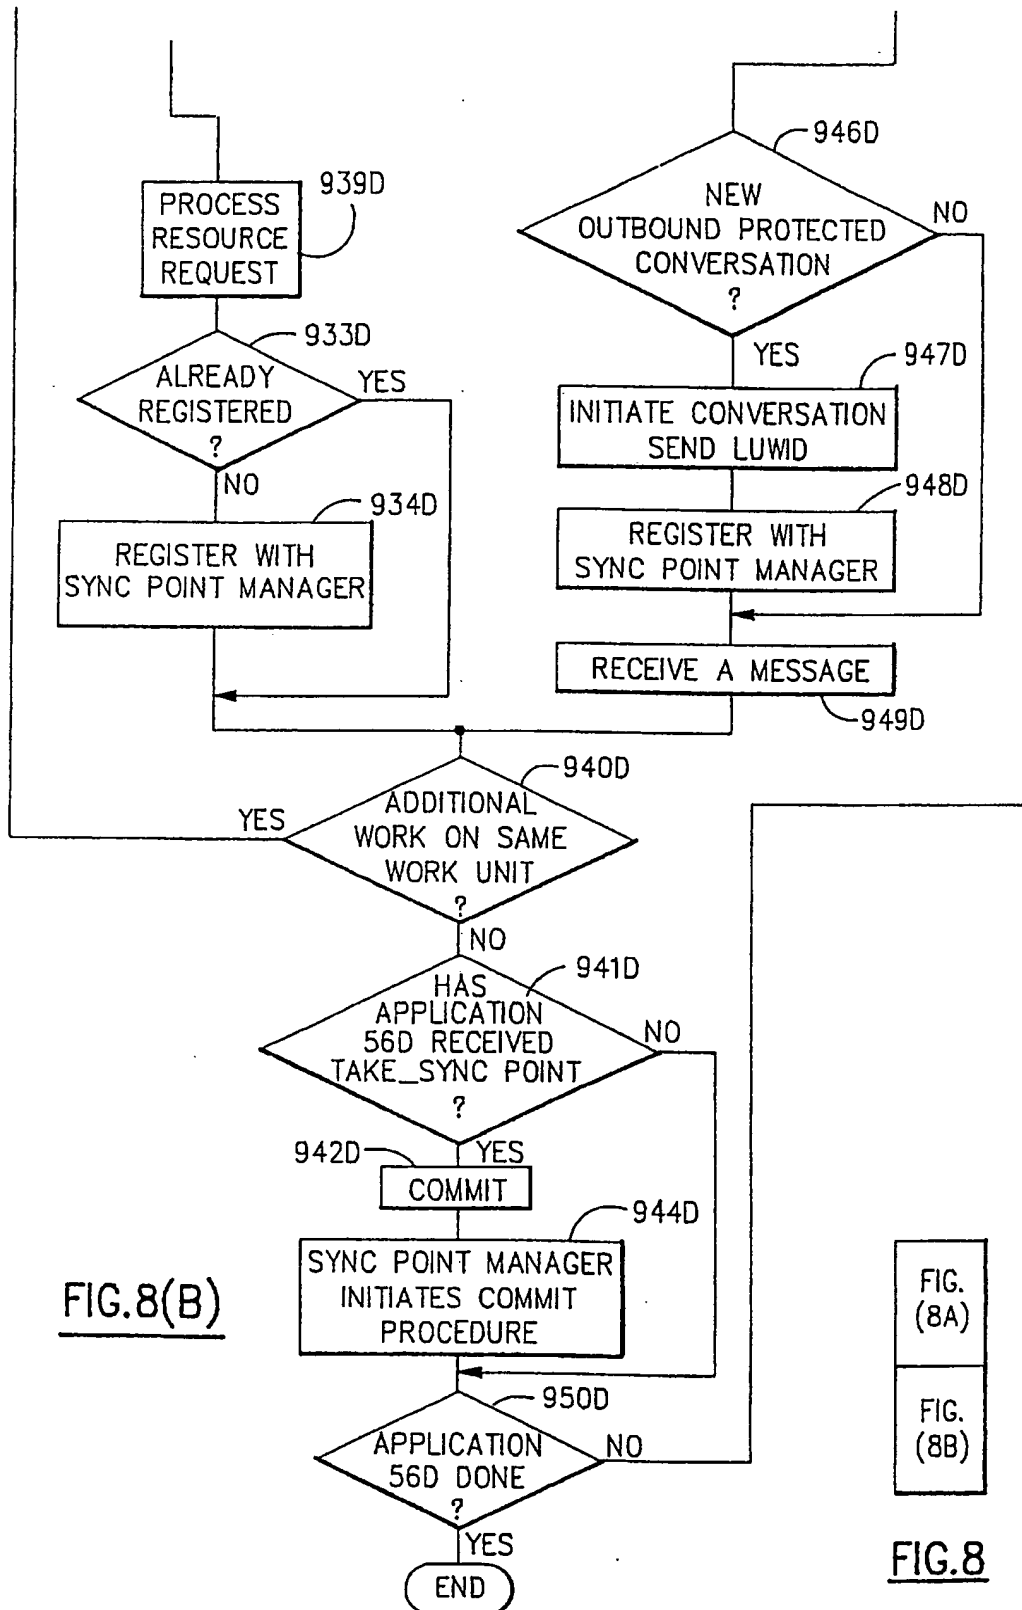 939D
PROCESS
RESOURCE
REQUEST
933D
ALREADY
REGISTERED
?
YES
NO
934D
REGISTER WITH
SYNC POINT MANAGER
946D
NEW
OUTBOUND PROTECTED
CONVERSATION
?
NO
YES
947D
INITIATE CONVERSATION
SEND LUWID
948D
REGISTER WITH
SYNC POINT MANAGER
RECEIVE A MESSAGE
949D
940D
ADDITIONAL
WORK ON SAME
WORK UNIT
?
YES
NO
941D
HAS
APPLICATION
56D RECEIVED
TAKE_SYNC POINT
?
NO
YES
942D
COMMIT
944D
SYNC POINT MANAGER
INITIATES COMMIT
PROCEDURE
950D
APPLICATION
56D DONE
?
NO
YES
END
FIG.8(B)
FIG.
(8A)
FIG.
(8B)
FIG.8